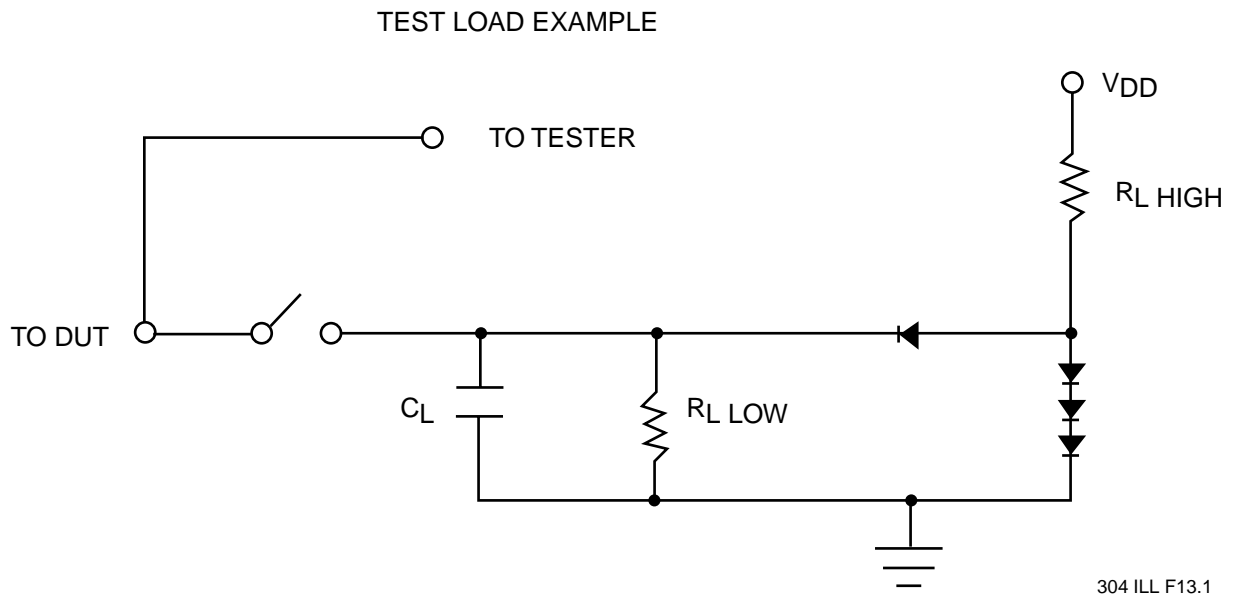 TEST LOAD EXAMPLE
VDD
TO TESTER
RL HIGH
TO DUT
CL
RL LOW
304 ILL F13.1